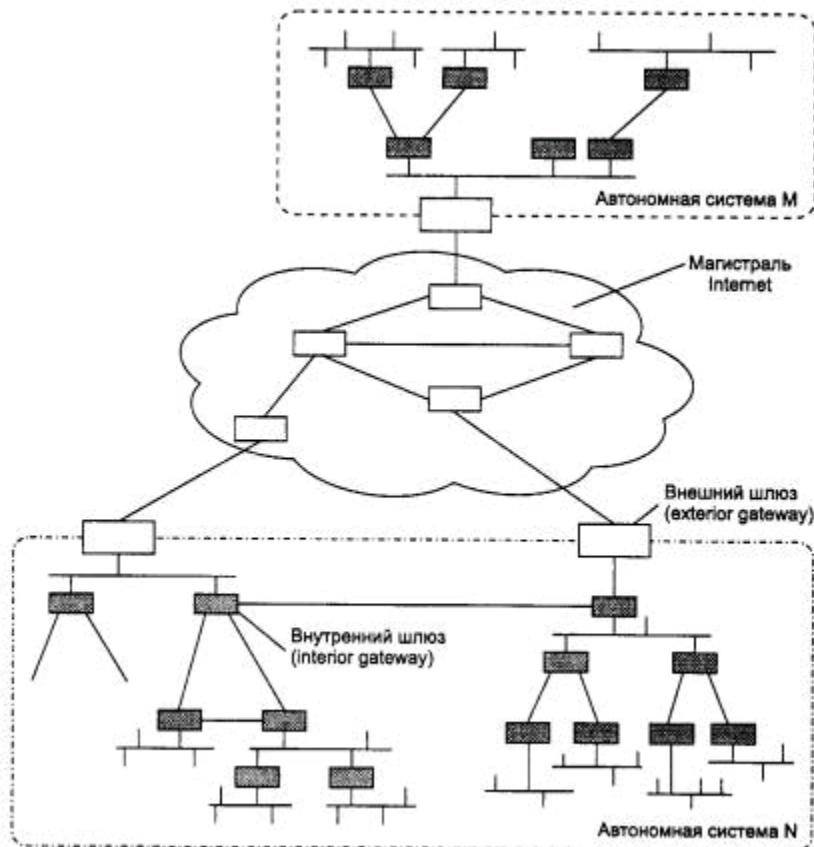 Автономная система M
Магистраль
Internet
Внешний шлюз
(exterior gateway)
Внутренний шлюз
(interior gateway)
Автономная система N